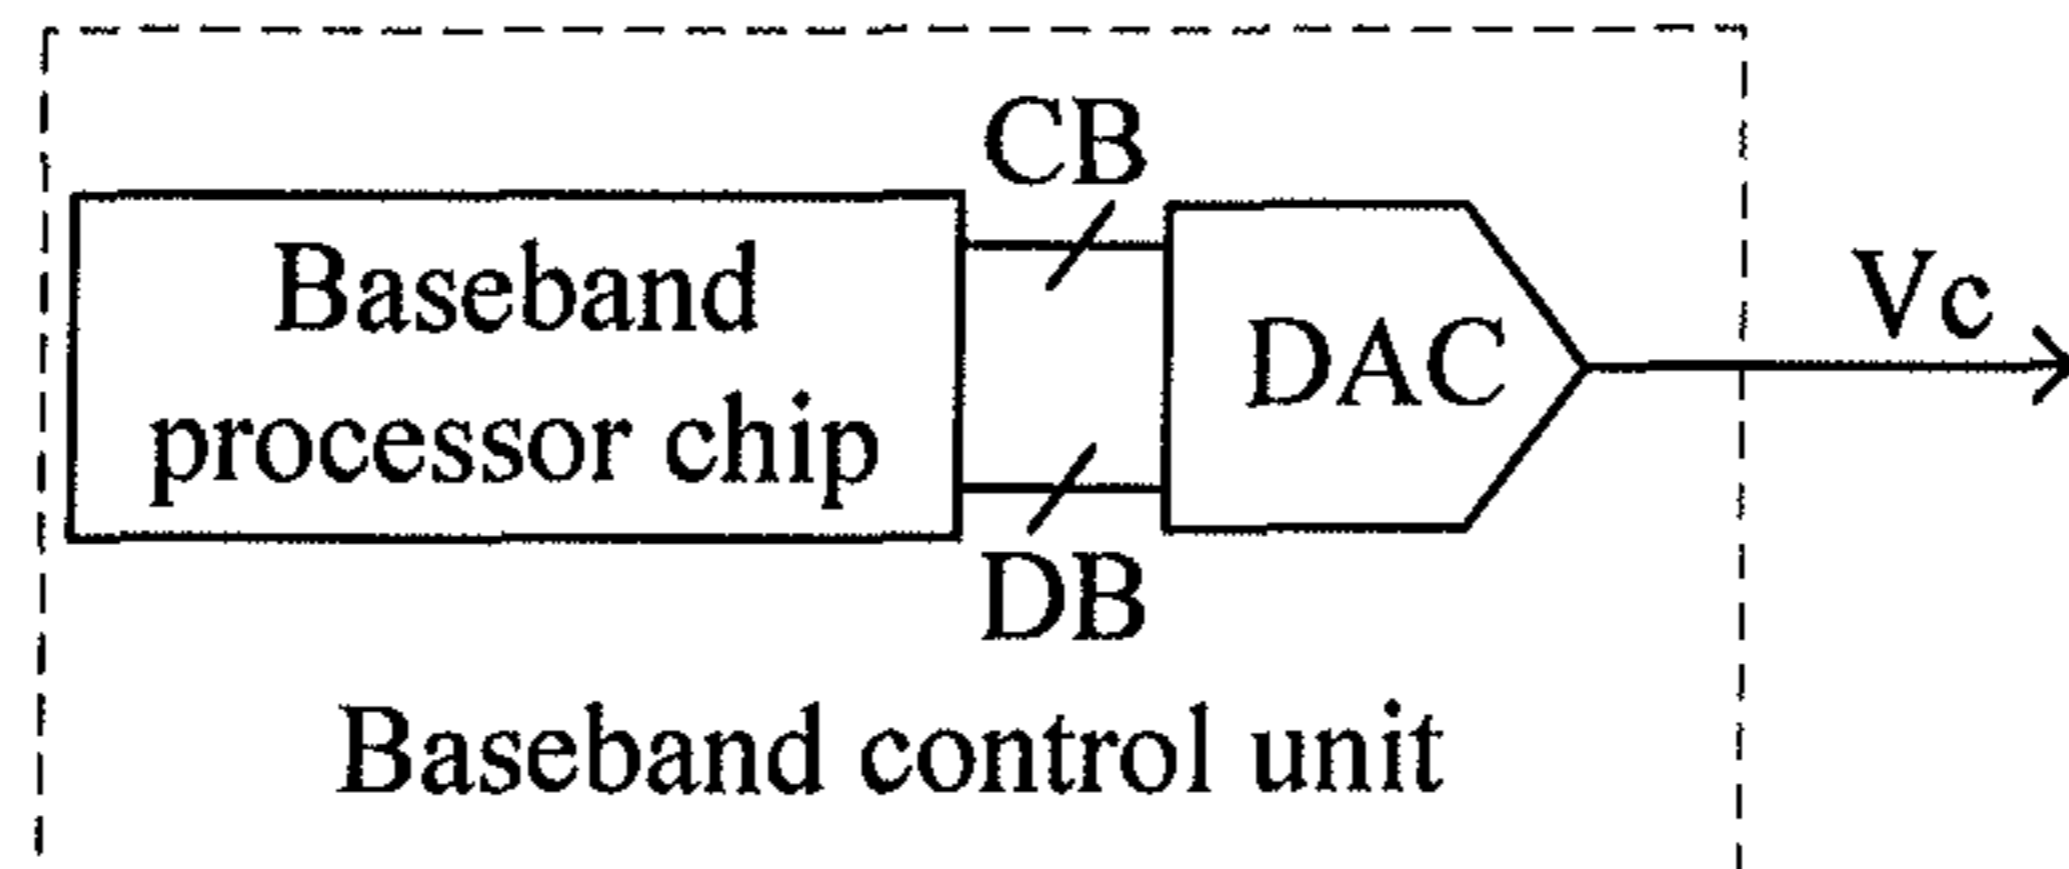 CB
Baseband
processor chip
DAC
Vc
DB
Baseband control unit